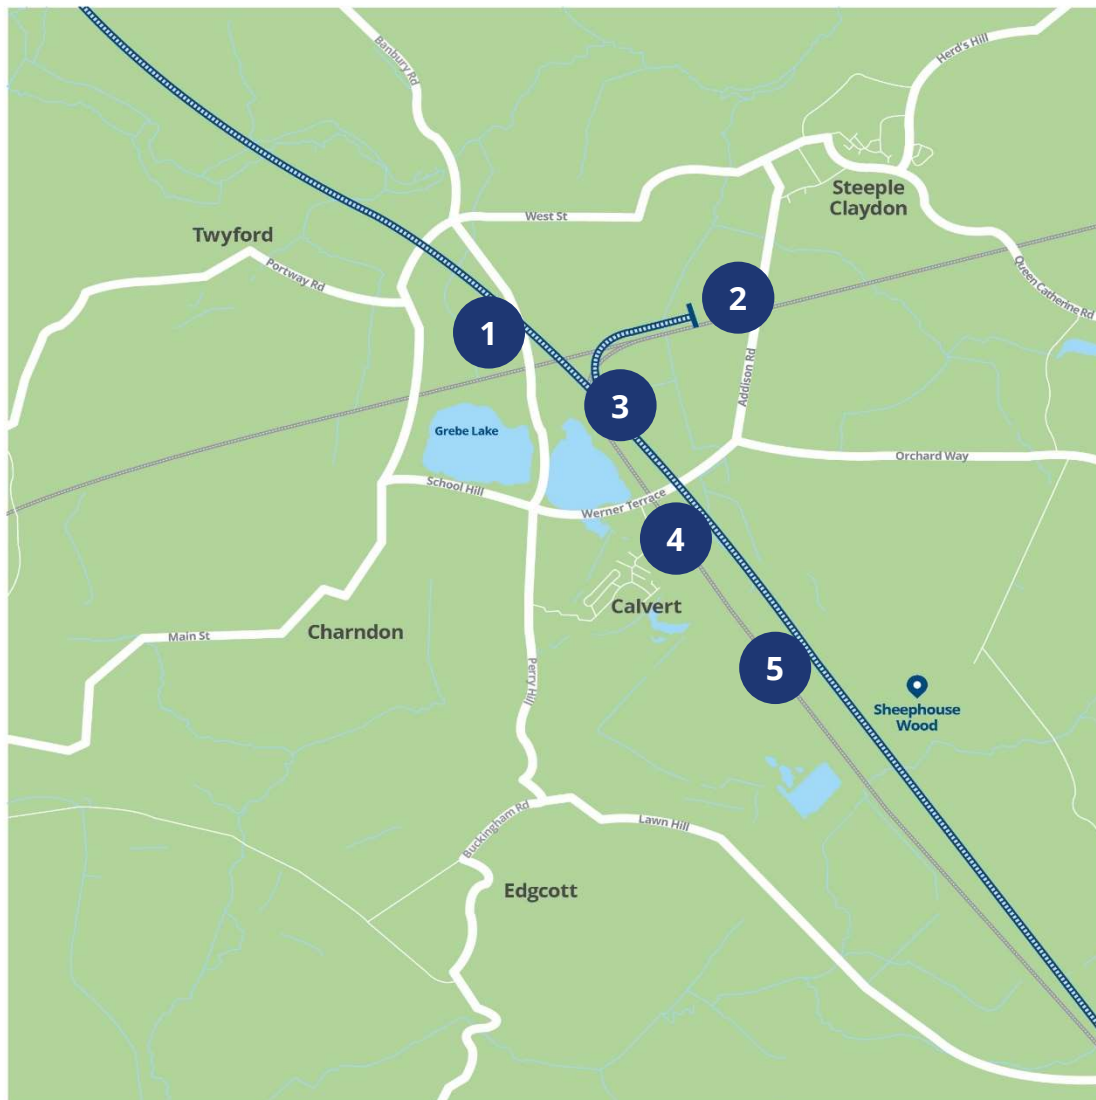 Banbury Rd
Herd's Hill
Steeple
Claydon
West St
Twyford
Portway Rd
Queen Catherine Rd
2
1
Addison Rd
3
Grebe Lake
Orchard Way
School Hill
Werner Terrace
4
Calvert
Charndon
Main St
5
Perry Hill
Sheephouse
Wood
Buckingham Rd
Lawn Hill
Edgcott